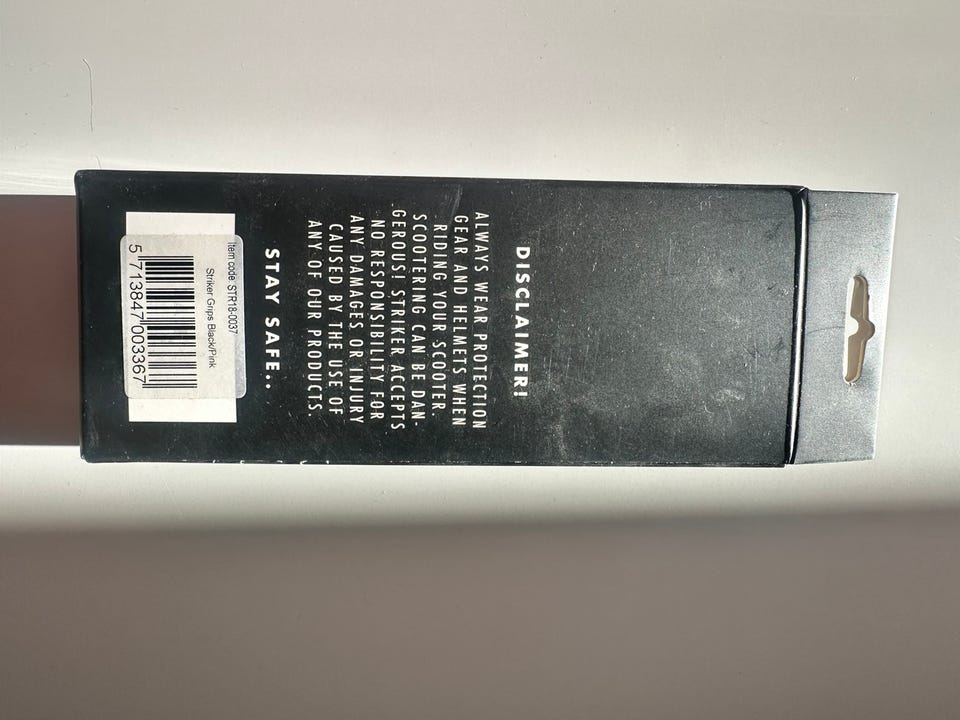 DISCLAIMER!
ALWAYS WEAR PROTECTION
GEAR AND HELMETS WHEN
RIDING YOUR SCOOTER.
SCOOTERING CAN BE DAN-
GEROUS! STRIKER ACCEPTS
NO RESPONSIBILITY FOR
ANY DAMAGES OR INJURY
CAUSED BY THE USE OF
ANY OF OUR PRODUCTS.
STAY SAFE..
Item code: STR18-0037
Striker Grips Black/Pink
5 713847 003367